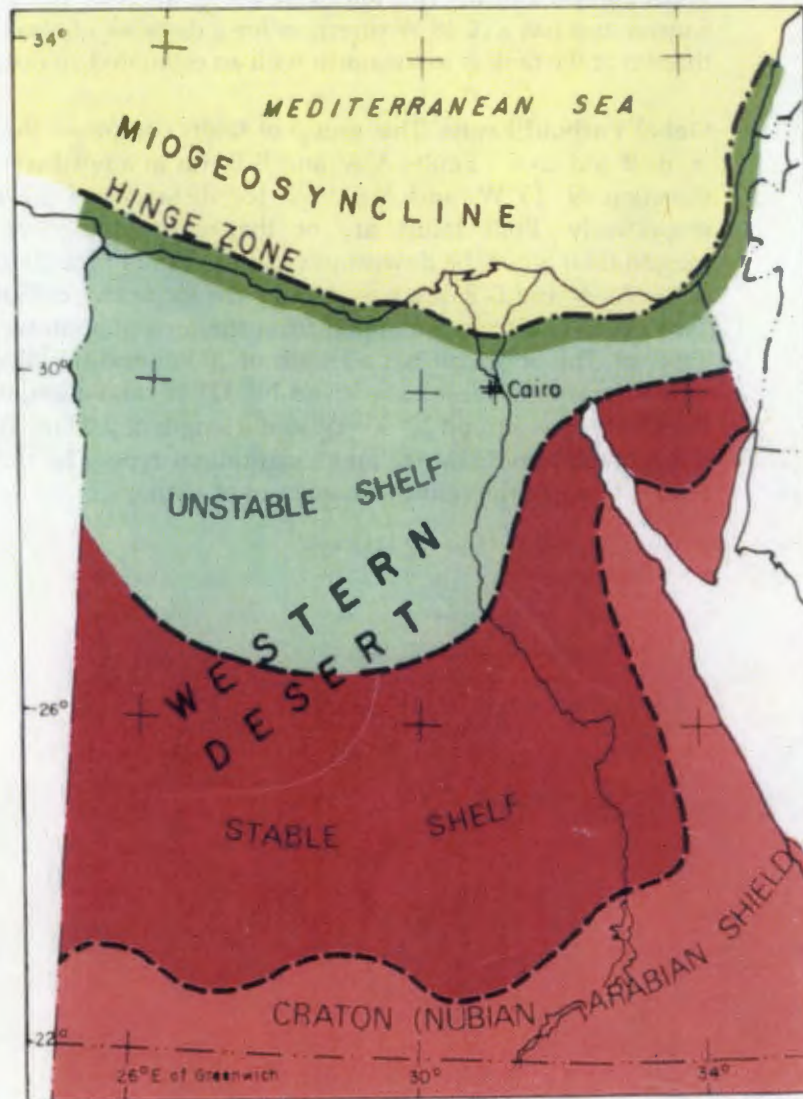 34°
MEDITERRANEAN SEA
MIOGEOSYNCLINE
HINGE ZONE
30°
Cairo
UNSTABLE SHELF
WESTERN
DESERT
26°
STABLE SHELF
CRATON (NUBIAN ARABIAN SHIELD)
22°
26°E of Greenwich
30°
34°